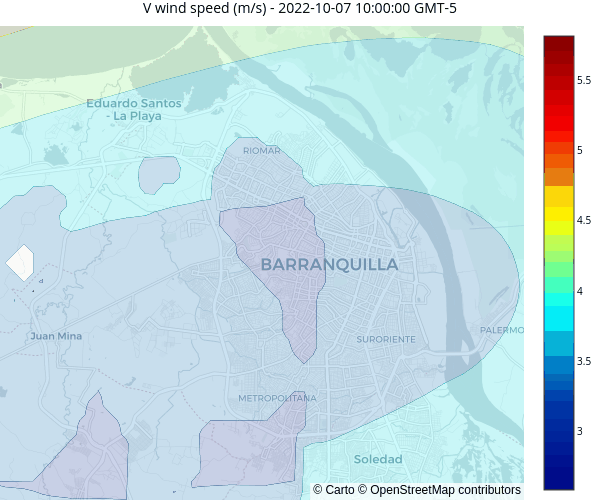 V wind speed (m/s) - 2022-10-07 10:00:00 GMT-5
Eduardo Santos
- La Playa
RIOMAR
BARRANQUILLA
Juan Mina
SURORIENTE
PALERMO
METROPOLITANA
Soledad
5.5
5
4.5
4
3.5
3
© Carto © OpenStreetMap contributors